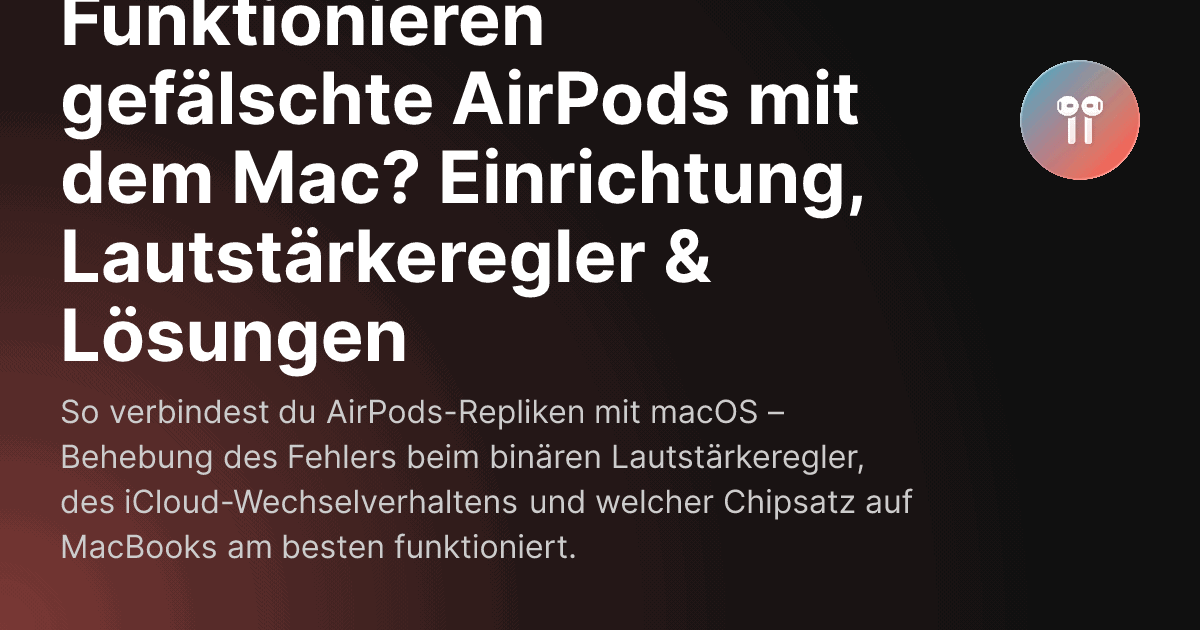 Funktionieren
gefälschte AirPods mit
dem Mac? Einrichtung,
Lautstärkeregler &
Lösungen
So verbindest du AirPods-Repliken mit macOS –
Behebung des Fehlers beim binären Lautstärkeregler,
des iCloud-Wechselverhaltens und welcher Chipsatz auf
MacBooks am besten funktioniert.